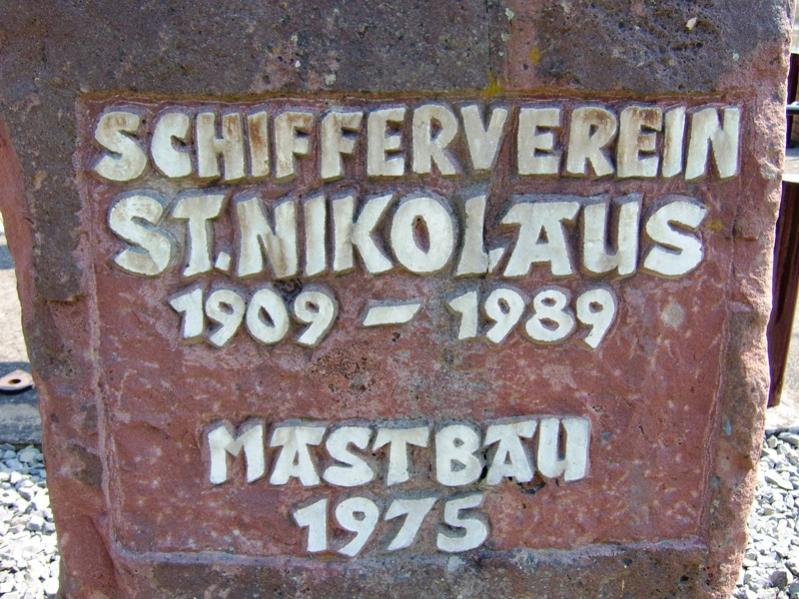 SCHIFFERVEREIN
ST. NIKOLAUS
1909 – 1989
MASTBAU
1975